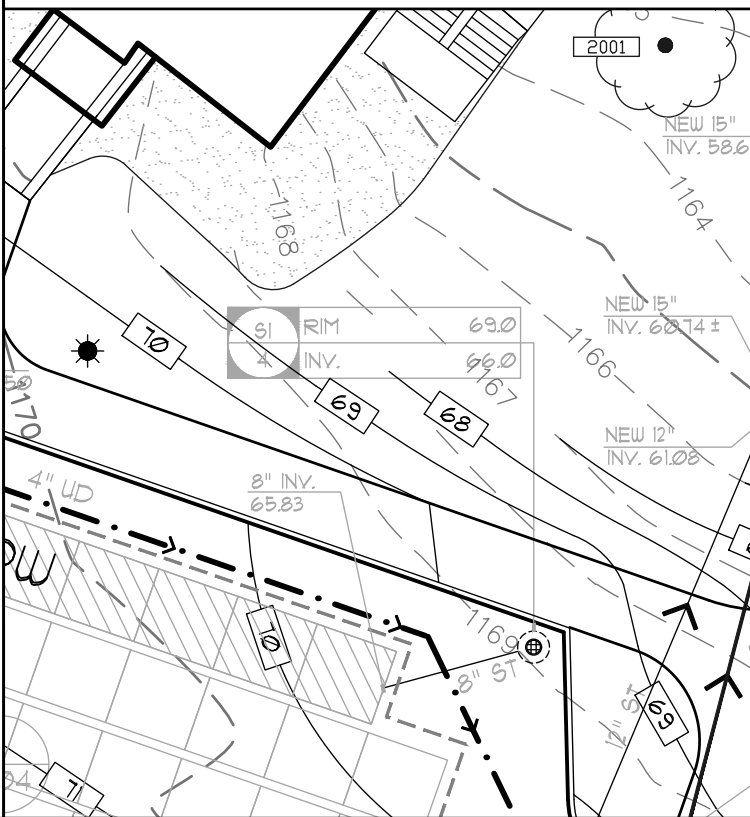 2001
NEW 15"
INV. 58.6
1164
1168
NEW 15"
INV. 60.74 ±
SI RIM 69.0
4 INV. 66.0
70
1166
1167
69
68
1170
NEW 12"
INV. 61.08
4" UD
8" INV.
65.83
70
1169
8" ST
12" ST
69
71